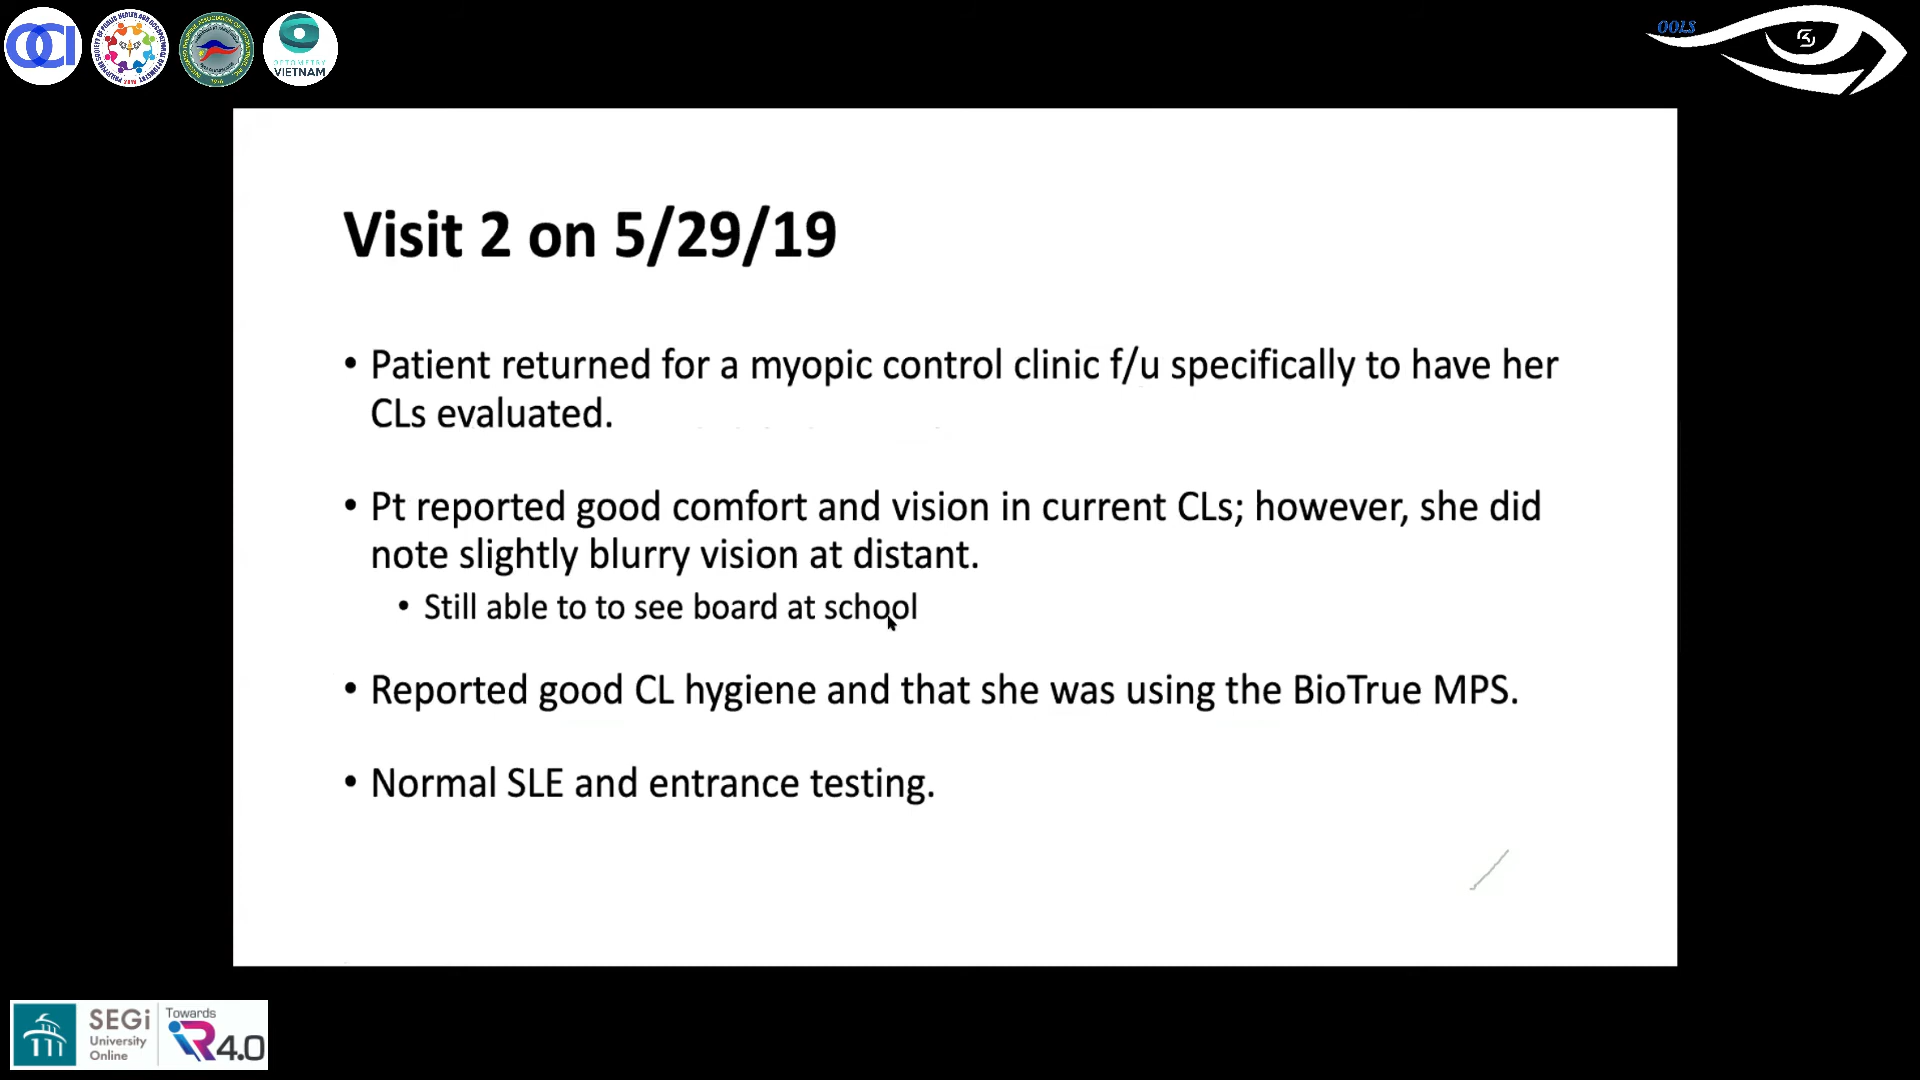 OCI
OPTOMETRY
VIETNAM
OOLS
Visit 2 on 5/29/19
• Patient returned for a myopic control clinic f/u specifically to have her
CLs evaluated.
• Pt reported good comfort and vision in current CLs; however, she did
note slightly blurry vision at distant.
• Still able to to see board at school
• Reported good CL hygiene and that she was using the BioTrue MPS.
• Normal SLE and entrance testing.
SEGi
University
Online
Towards
iR4.0